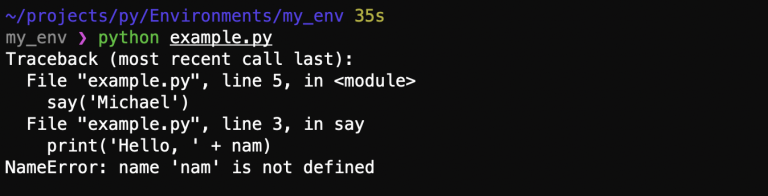 ~/projects/py/Environments/my_env 35s
my_env ❯ python example.py
Traceback (most recent call last):
  File "example.py", line 5, in <module>
    say('Michael')
  File "example.py", line 3, in say
    print('Hello, ' + nam)
NameError: name 'nam' is not defined